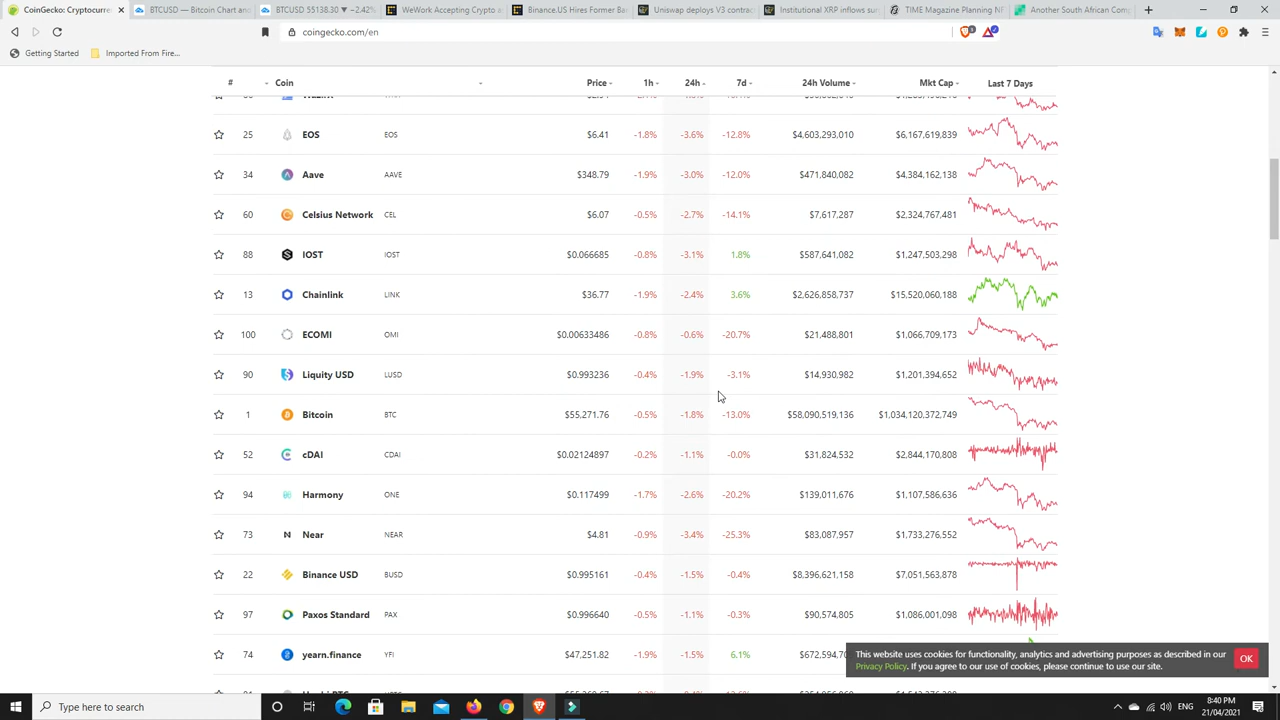 CoinGecko: Cryptocurrency
BTCUSD — Bitcoin Chart and
BTCUSD 55138.30 ▼ −2.42%
WeWork Accepting Crypto a
Binance.US Hires Former Ba
Uniswap deploys V3 contract
Institutional XRP inflows sur
TIME Magazine Planning NF
Another South African Comp
coingecko.com/en
Getting Started Imported From Fire...
# Coin Price 1h 24h 7d 24h Volume Mkt Cap Last 7 Days
25 EOS EOS $6.41 -1.8% -3.6% -12.8% $4,603,293,010 $6,167,619,839
34 Aave AAVE $348.79 -1.9% -3.0% -12.0% $471,840,082 $4,384,162,138
60 Celsius Network CEL $6.07 -0.5% -2.7% -14.1% $7,617,287 $2,324,767,481
88 IOST IOST $0.066685 -0.8% -3.1% 1.8% $587,641,082 $1,247,503,298
13 Chainlink LINK $36.77 -1.9% -2.4% 3.6% $2,626,858,737 $15,520,060,188
100 ECOMI OMI $0.00633486 -0.8% -0.6% -20.7% $21,488,801 $1,066,709,173
90 Liquity USD LUSD $0.993236 -0.4% -1.9% -3.1% $14,930,982 $1,201,394,652
1 Bitcoin BTC $55,271.76 -0.5% -1.8% -13.0% $58,090,519,136 $1,034,120,372,749
52 cDAI CDAI $0.02124897 -0.2% -1.1% -0.0% $31,824,532 $2,844,170,808
94 Harmony ONE $0.117499 -1.7% -2.6% -20.2% $139,011,676 $1,107,586,636
73 Near NEAR $4.81 -0.9% -3.4% -25.3% $83,087,957 $1,733,276,552
22 Binance USD BUSD $0.995161 -0.4% -1.5% -0.4% $8,396,621,158 $7,051,563,878
97 Paxos Standard PAX $0.996640 -0.5% -1.1% -0.3% $90,574,805 $1,086,001,098
74 yearn.finance YFI $47,251.82 -1.9% -1.5% 6.1% $672,594,70
This website uses cookies for functionality, analytics and advertising purposes as described in our
Privacy Policy. If you agree to our use of cookies, please continue to use our site.
OK
Type here to search
ENG
8:40 PM
21/04/2021